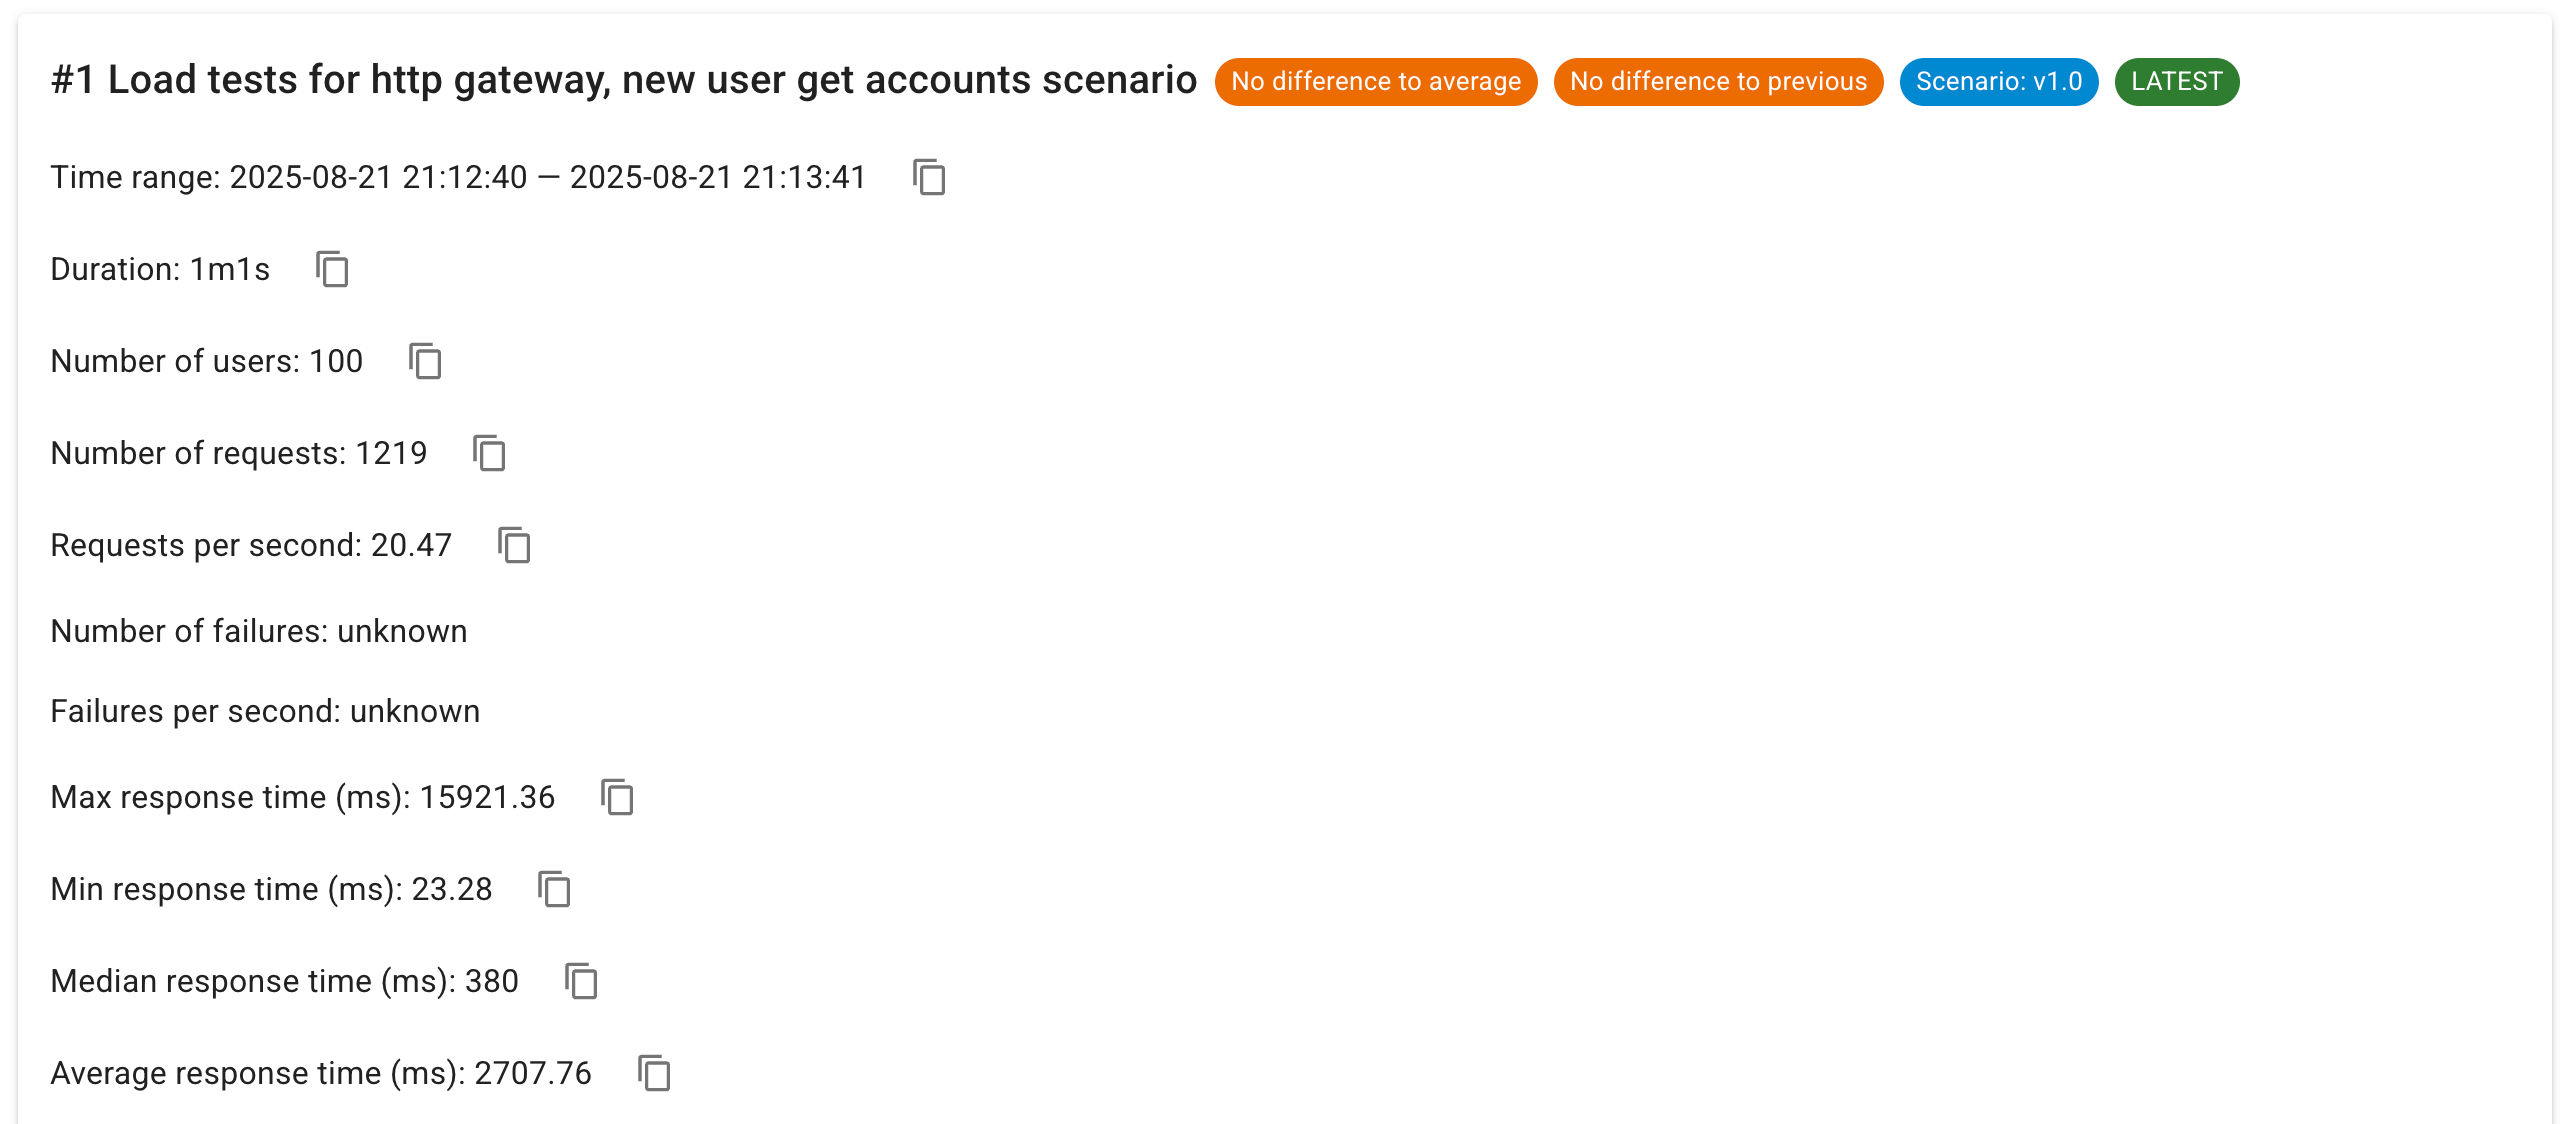 #1 Load tests for http gateway, new user get accounts scenario No difference to average No difference to previous Scenario: v1.0 LATEST
Time range: 2025-08-21 21:12:40 — 2025-08-21 21:13:41
Duration: 1m1s
Number of users: 100
Number of requests: 1219
Requests per second: 20.47
Number of failures: unknown
Failures per second: unknown
Max response time (ms): 15921.36
Min response time (ms): 23.28
Median response time (ms): 380
Average response time (ms): 2707.76